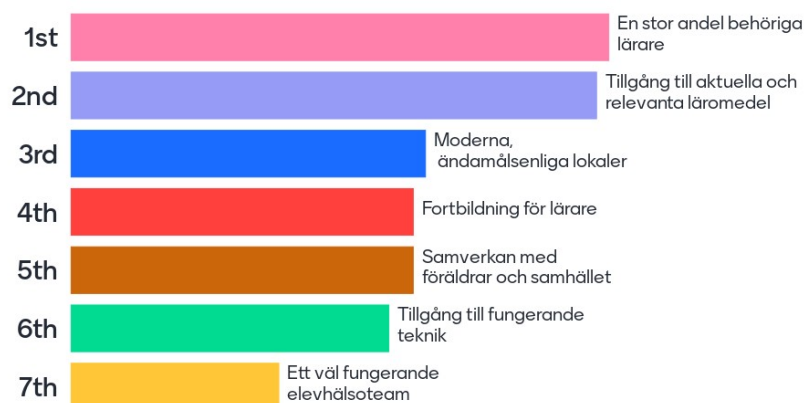 1st
En stor andel behöriga
lärare
2nd
Tillgång till aktuella och
relevanta läromedel
3rd
Moderna,
ändamålsenliga lokaler
4th
Fortbildning för lärare
5th
Samverkan med
föräldrar och samhället
6th
Tillgång till fungerande
teknik
7th
Ett väl fungerande
elevhälsoteam